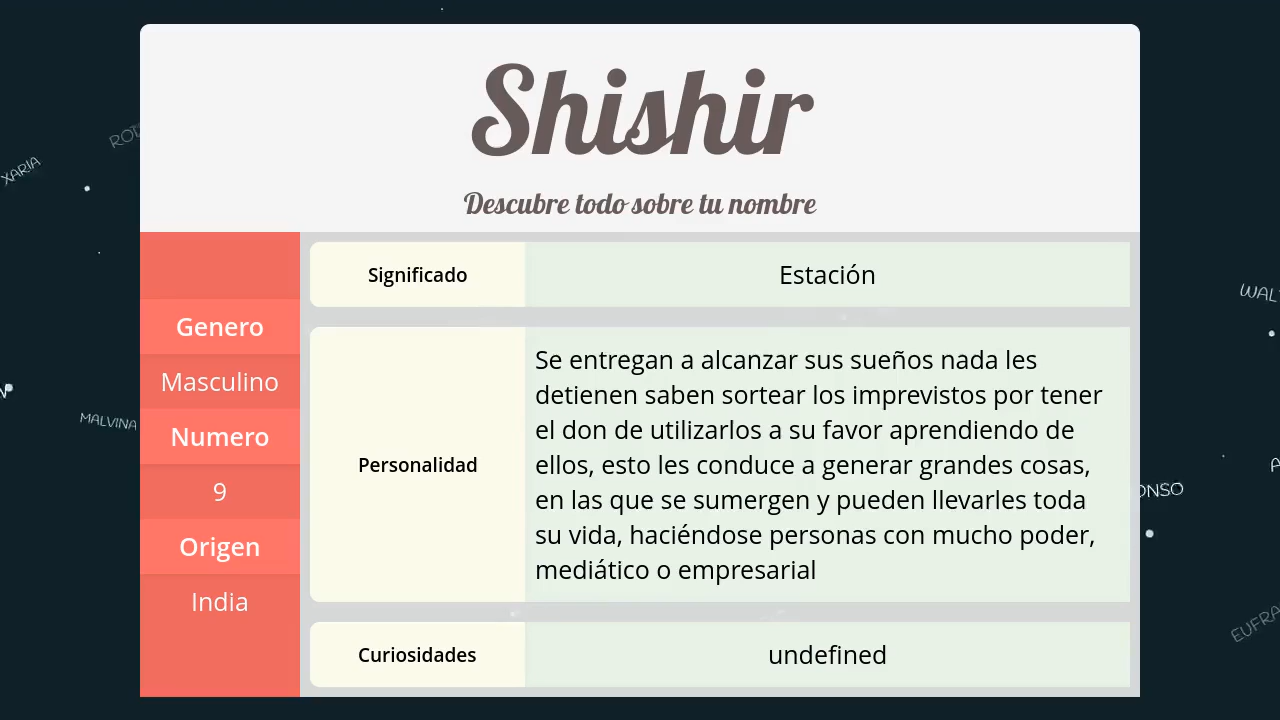 Shishir
Descubre todo sobre tu nombre
Genero
Masculino
Numero
9
Origen
India
Significado
Estación
Personalidad
Se entregan a alcanzar sus sueños nada les
detienen saben sortear los imprevistos por tener
el don de utilizarlos a su favor aprendiendo de
ellos, esto les conduce a generar grandes cosas,
en las que se sumergen y pueden llevarles toda
su vida, haciéndose personas con mucho poder,
mediático o empresarial
Curiosidades
undefined
XARIA
MALVINA